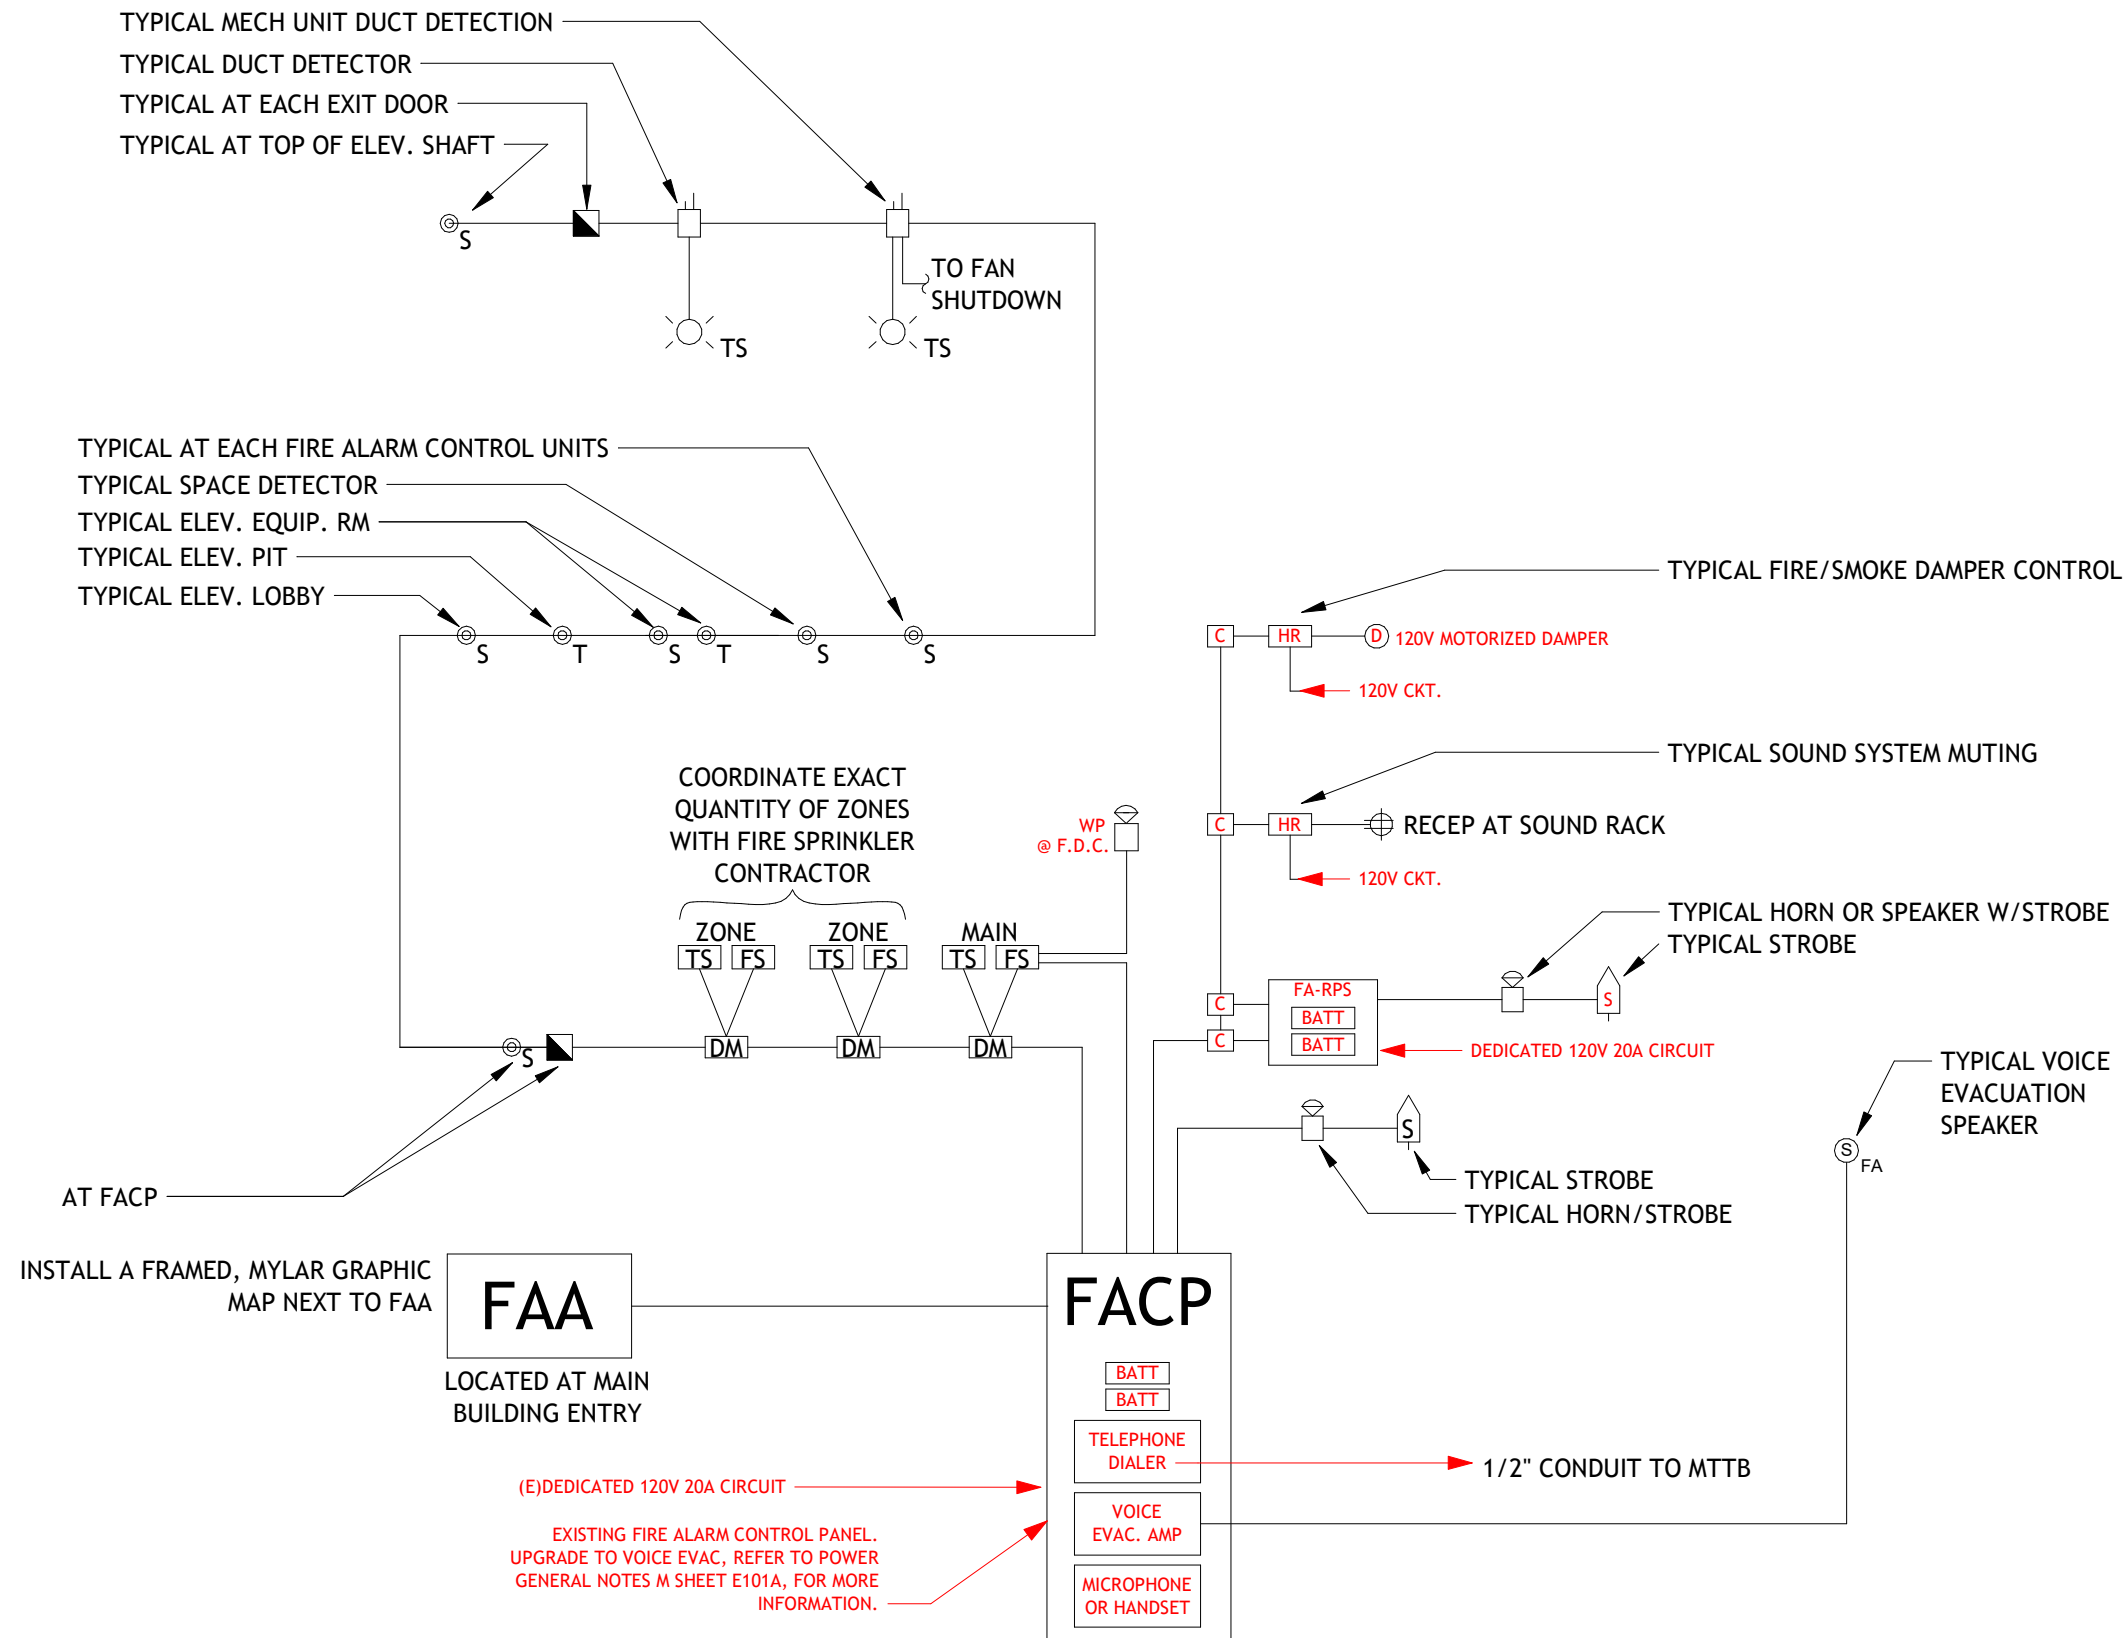 TYPICAL MECH UNIT DUCT DETECTION
TYPICAL DUCT DETECTOR
TYPICAL AT EACH EXIT DOOR
TYPICAL AT TOP OF ELEV. SHAFT
S
TO FAN
SHUTDOWN
TS
TS
TYPICAL AT EACH FIRE ALARM CONTROL UNITS
TYPICAL SPACE DETECTOR
TYPICAL ELEV. EQUIP. RM
TYPICAL ELEV. PIT
TYPICAL ELEV. LOBBY
S
T
S
T
S
S
TYPICAL FIRE/SMOKE DAMPER CONTROL
C
HR
D
120V MOTORIZED DAMPER
120V CKT.
TYPICAL SOUND SYSTEM MUTING
C
HR
RECEP AT SOUND RACK
120V CKT.
COORDINATE EXACT
QUANTITY OF ZONES
WITH FIRE SPRINKLER
CONTRACTOR
WP
@ F.D.C.
ZONE
TS
FS
ZONE
TS
FS
MAIN
TS
FS
TYPICAL HORN OR SPEAKER W/STROBE
TYPICAL STROBE
C
C
FA-RPS
BATT
BATT
S
DEDICATED 120V 20A CIRCUIT
S
DM
DM
DM
AT FACP
S
TYPICAL STROBE
TYPICAL HORN/STROBE
TYPICAL VOICE
EVACUATION
SPEAKER
S
FA
INSTALL A FRAMED, MYLAR GRAPHIC
MAP NEXT TO FAA
FAA
LOCATED AT MAIN
BUILDING ENTRY
FACP
BATT
BATT
TELEPHONE
DIALER
1/2" CONDUIT TO MTTB
(E)DEDICATED 120V 20A CIRCUIT
VOICE
EVAC. AMP
EXISTING FIRE ALARM CONTROL PANEL.
UPGRADE TO VOICE EVAC, REFER TO POWER
GENERAL NOTES M SHEET E101A, FOR MORE
INFORMATION.
MICROPHONE
OR HANDSET